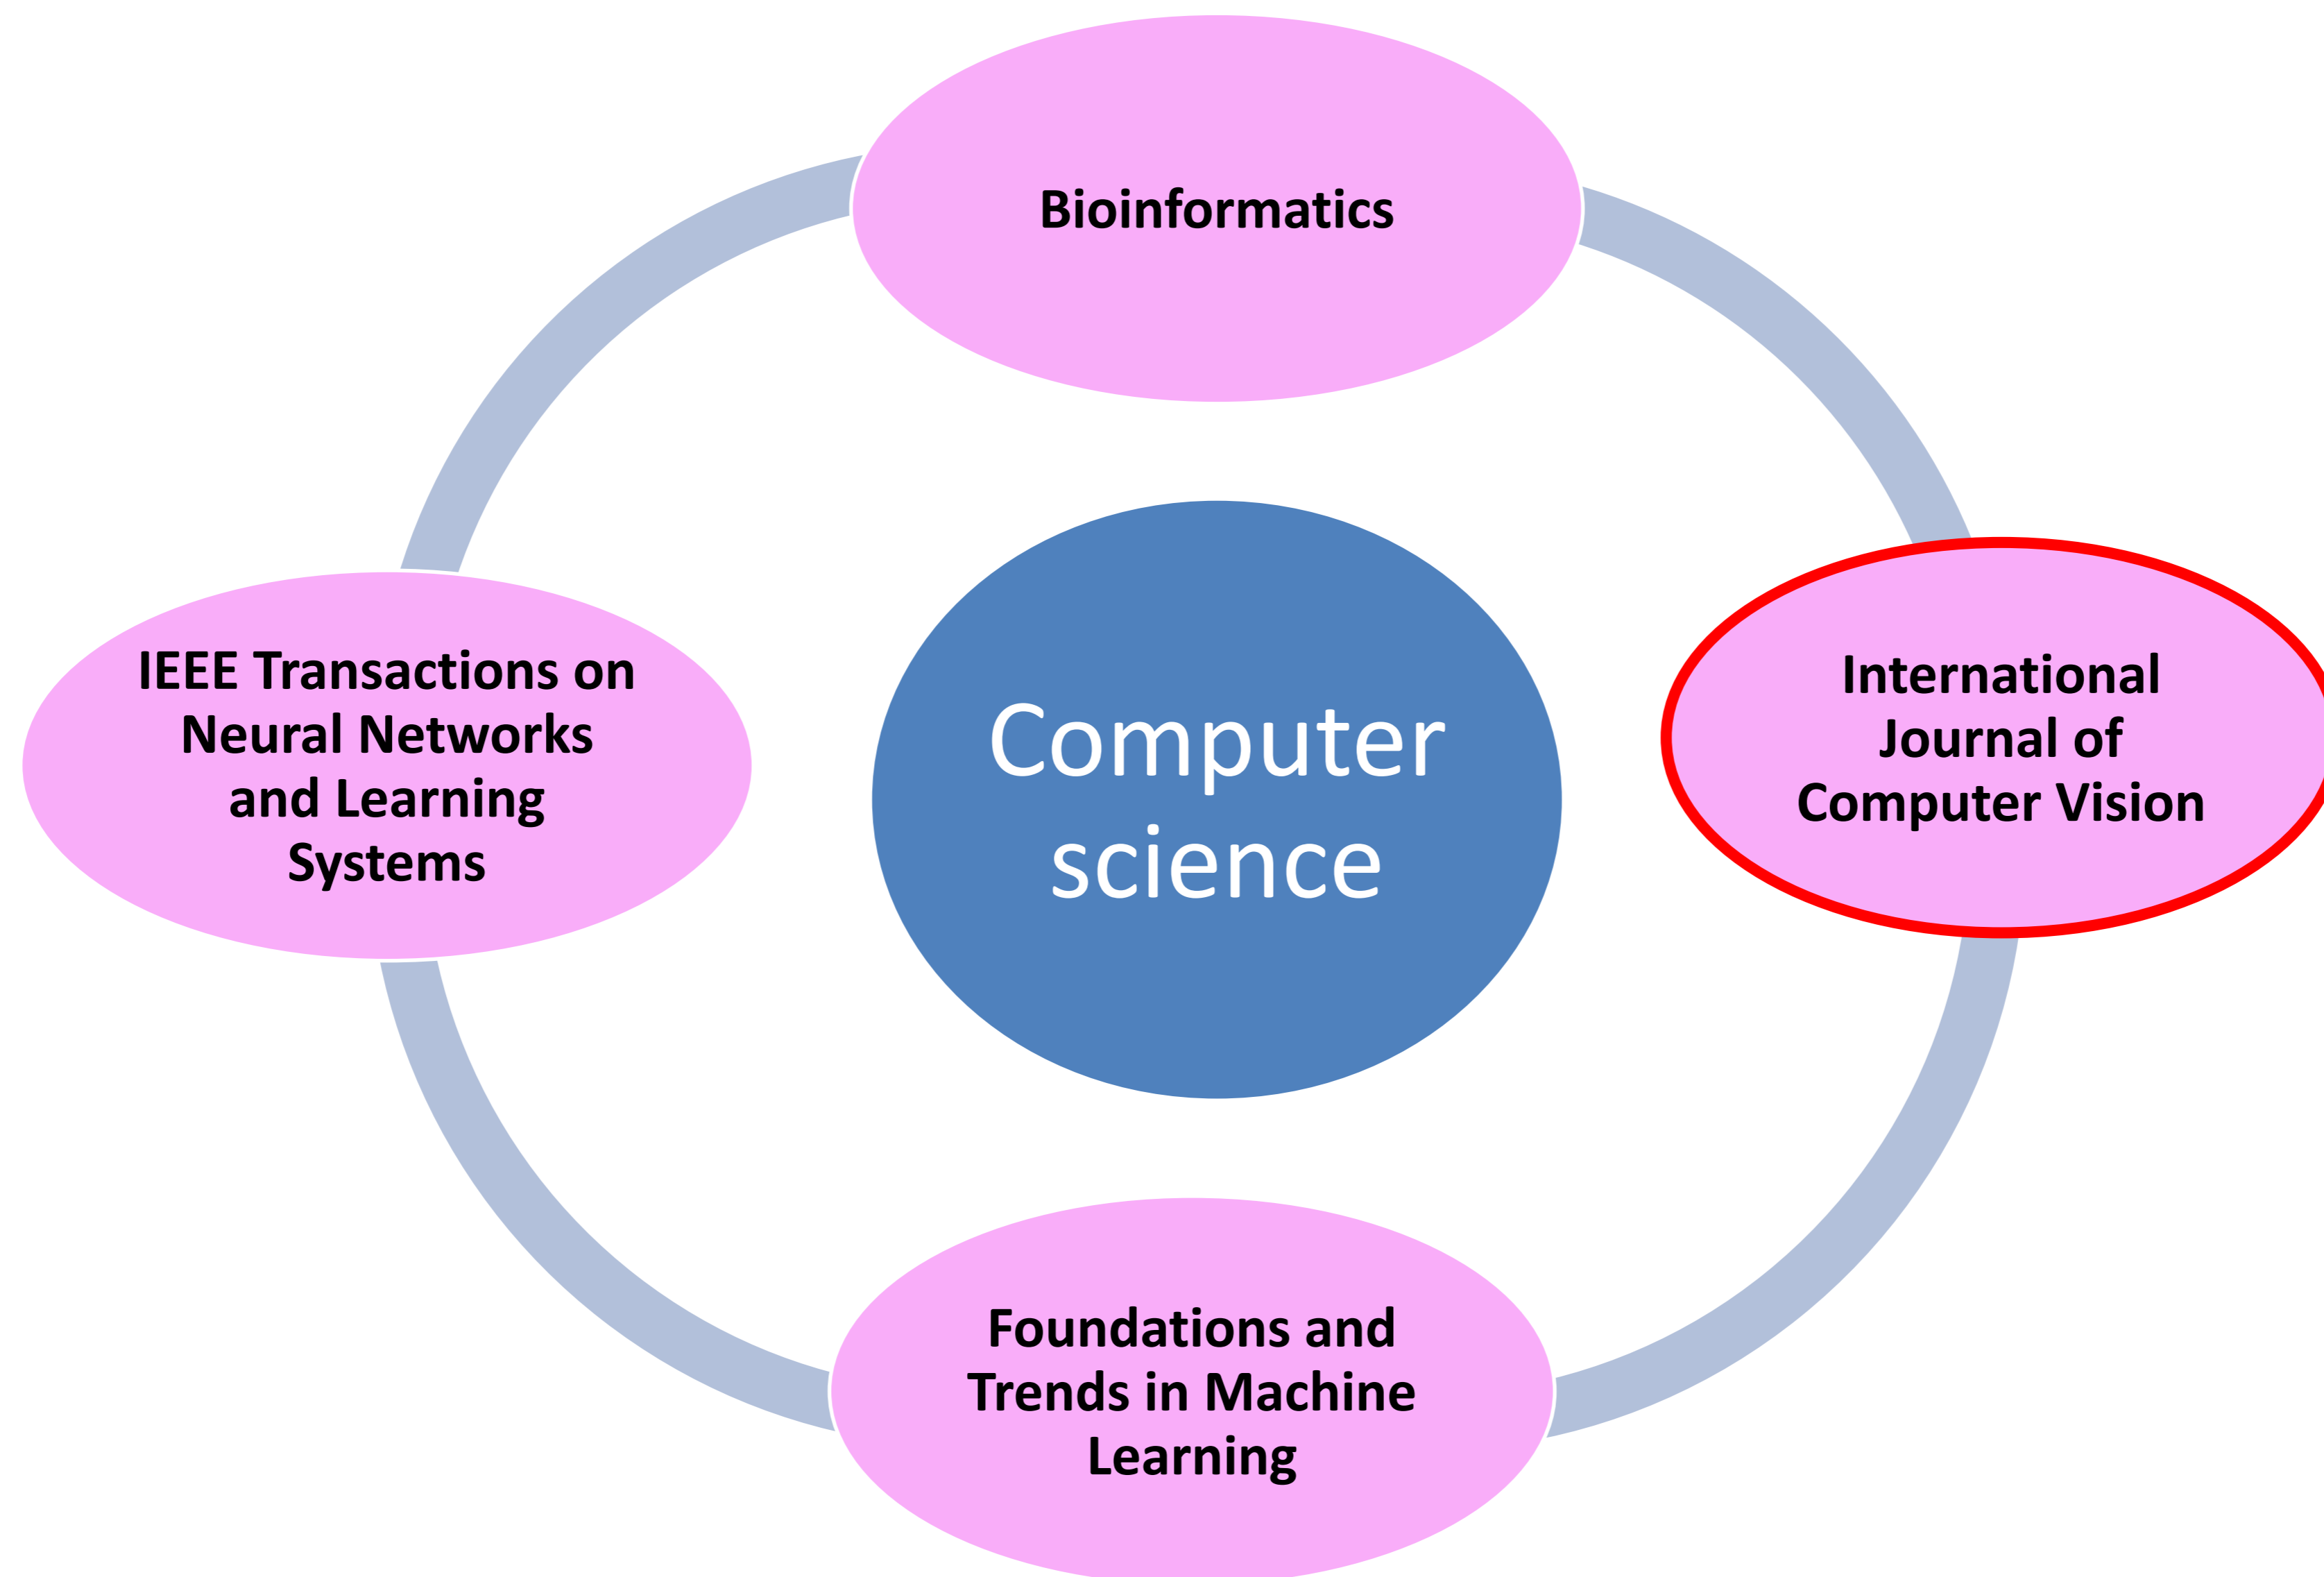 Bioinformatics
IEEE Transactions on
Neural Networks
and Learning
Systems
Computer
science
International
Journal of
Computer Vision
Foundations and
Trends in Machine
Learning